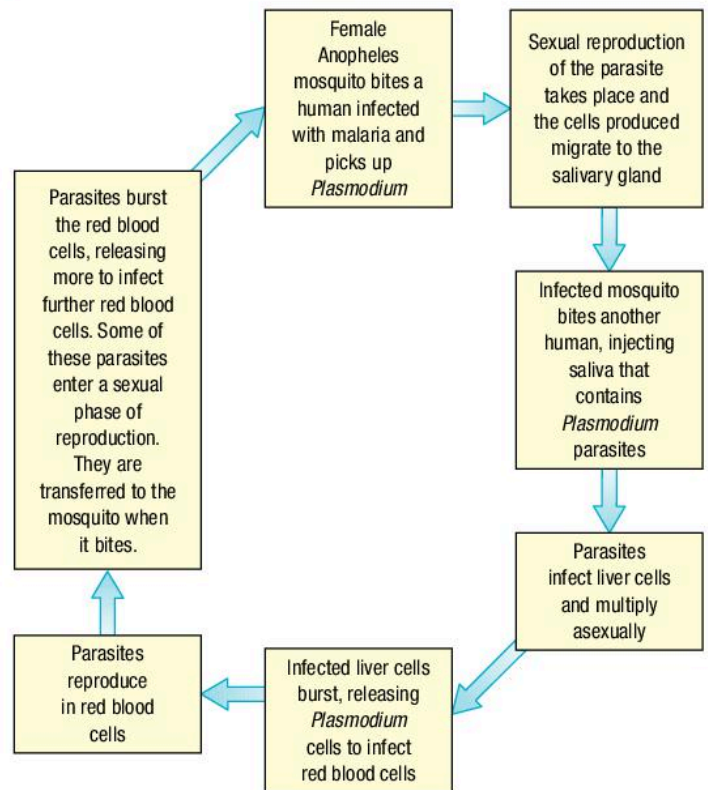 Female
Anopheles
mosquito bites a
human infected
with malaria and
picks up
Plasmodium
Sexual reproduction
of the parasite
takes place and
the cells produced
migrate to the
salivary gland
Infected mosquito
bites another
human, injecting
saliva that
contains
Plasmodium
parasites
Parasites
infect liver cells
and multiply
asexually
Infected liver cells
burst, releasing
Plasmodium
cells to infect
red blood cells
Parasites
reproduce
in red blood
cells
Parasites burst
the red blood
cells, releasing
more to infect
further red blood
cells. Some of
these parasites
enter a sexual
phase of
reproduction.
They are
transferred to the
mosquito when
it bites.